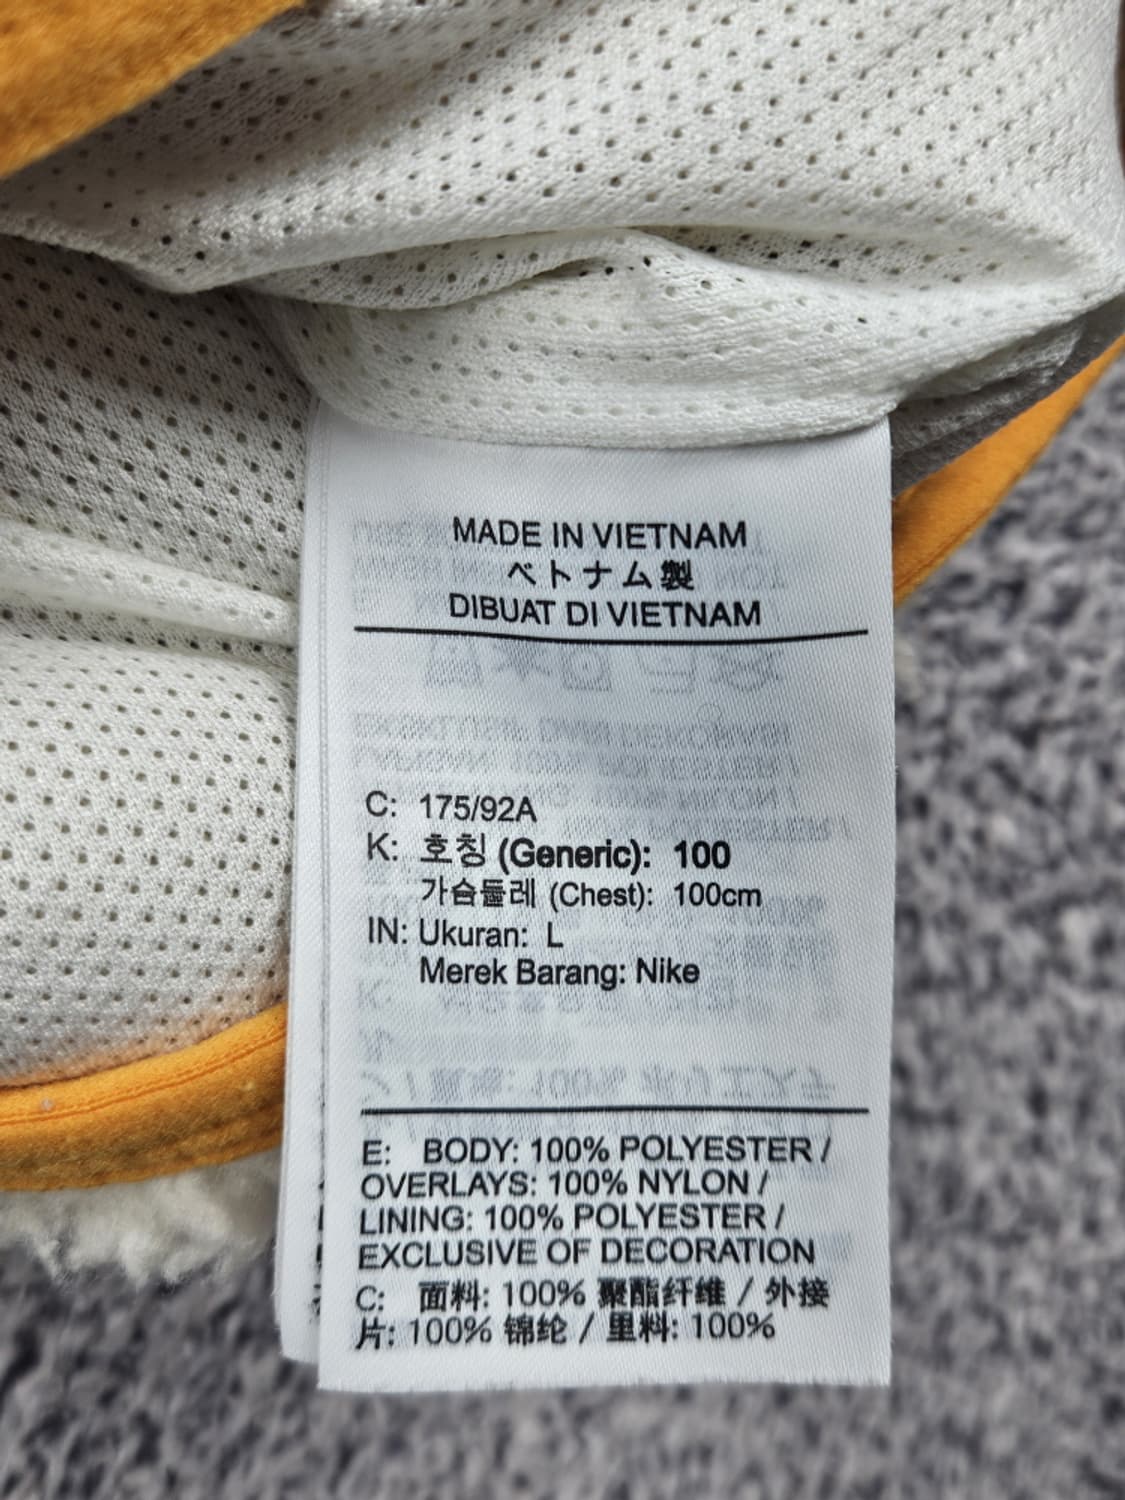 MADE IN VIETNAM
ベトナム製
DIBUAT DI VIETNAM
C: 175/92A
K: 호칭 (Generic): 100
가슴둘레 (Chest): 100cm
IN: Ukuran: L
Merek Barang: Nike
E: BODY: 100% POLYESTER /
OVERLAYS: 100% NYLON /
LINING: 100% POLYESTER /
EXCLUSIVE OF DECORATION
C: 面料: 100% 聚酯纤维 / 外接
片: 100% 锦纶 / 里料: 100%